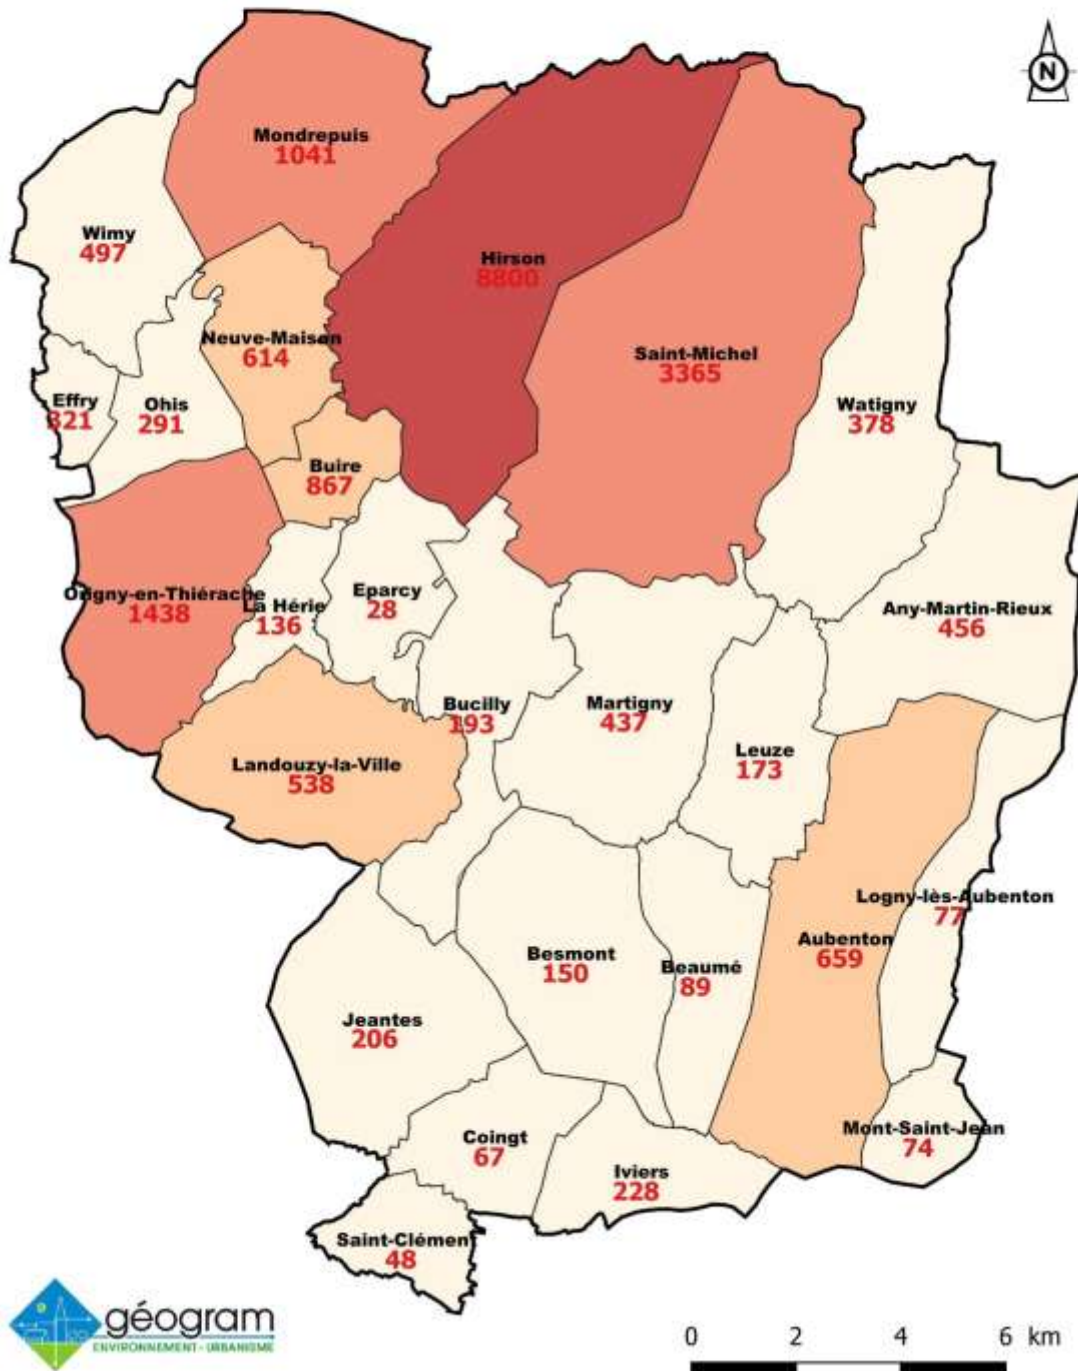 N
Mondrepuis
1041
Wimy
497
Hirson
8800
Neuve-Maison
614
Saint-Michel
3365
Effry
321
Ohis
291
Watigny
378
Buire
867
Origny-en-Thiérache
1438
La Hérie
136
Eparcy
28
Any-Martin-Rieux
456
Bucilly
193
Martigny
437
Leuze
173
Landouzy-la-Ville
538
Logny-lès-Aubenton
77
Aubenton
659
Besmont
150
Beaumé
89
Jeantes
206
Mont-Saint-Jean
74
Coingt
67
Iviers
228
Saint-Clément
48
géogram
ENVIRONNEMENT - URBANISME
0 2 4 6 km